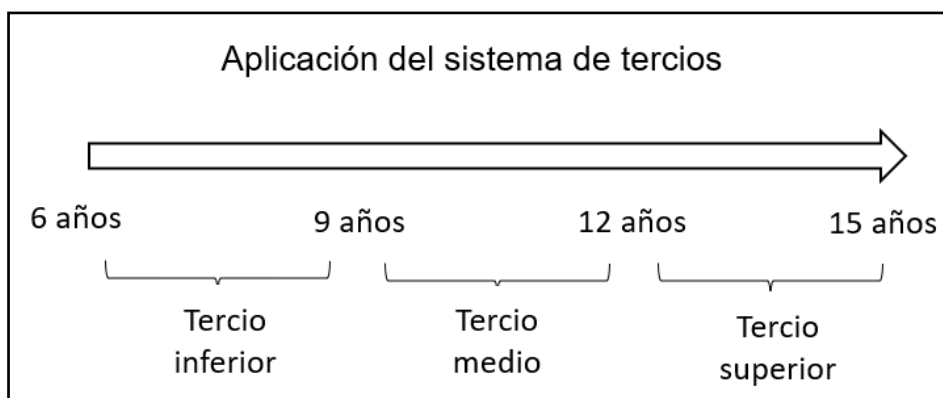 Aplicación del sistema de tercios
6 años 9 años 12 años 15 años
Tercio inferior
Tercio medio
Tercio superior